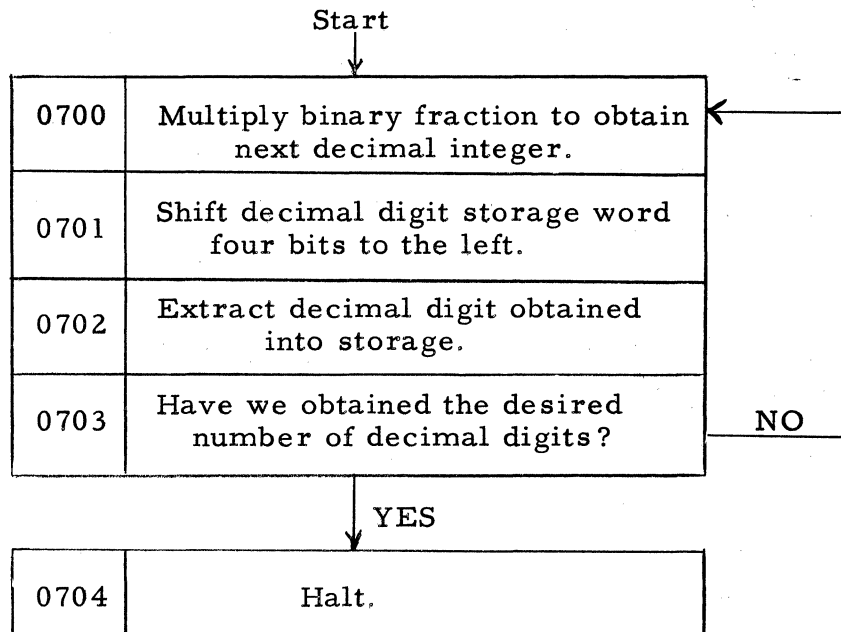 Start
0700
Multiply binary fraction to obtain
next decimal integer.
0701
Shift decimal digit storage word
four bits to the left.
0702
Extract decimal digit obtained
into storage.
0703
Have we obtained the desired
number of decimal digits?
NO
YES
0704
Halt.